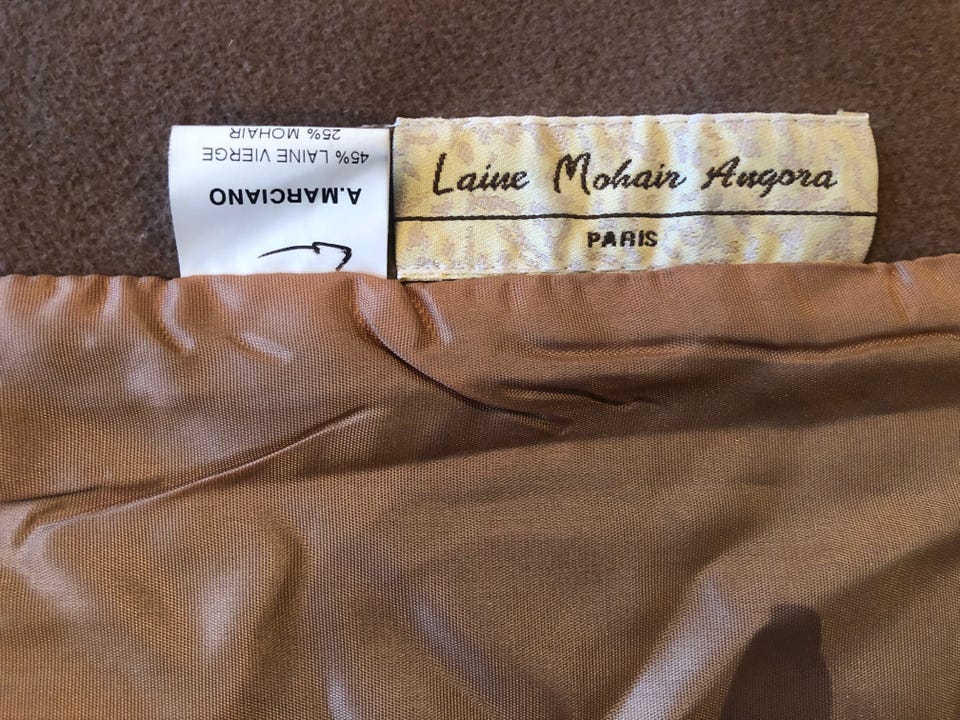 Laine Mohair Angora
PARIS
A.MARCIANO
45% LAINE VIERGE
25% MOHAIR